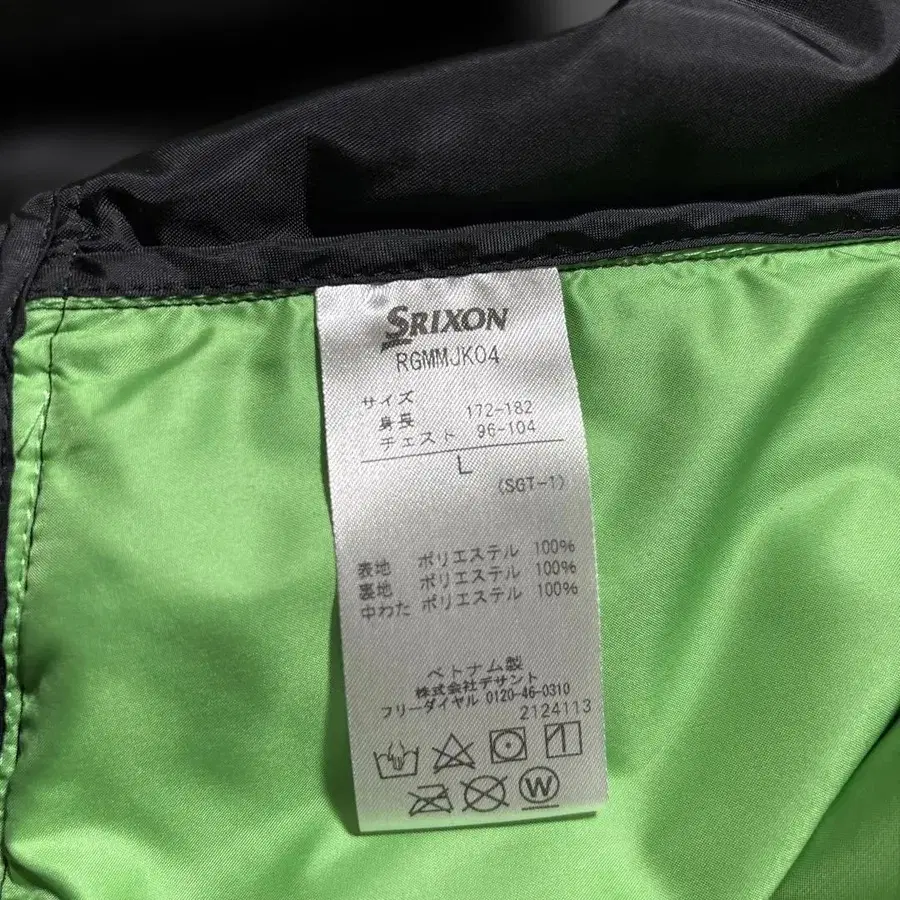 SRIXON
RGMMJK04
サイズ
身長 172-182
チェスト 96-104
L
(SGT-1)
表地 ポリエステル 100%
裏地 ポリエステル 100%
中わた ポリエステル 100%
ベトナム製
株式会社デサント
フリーダイヤル 0120-46-0310
2124113
W